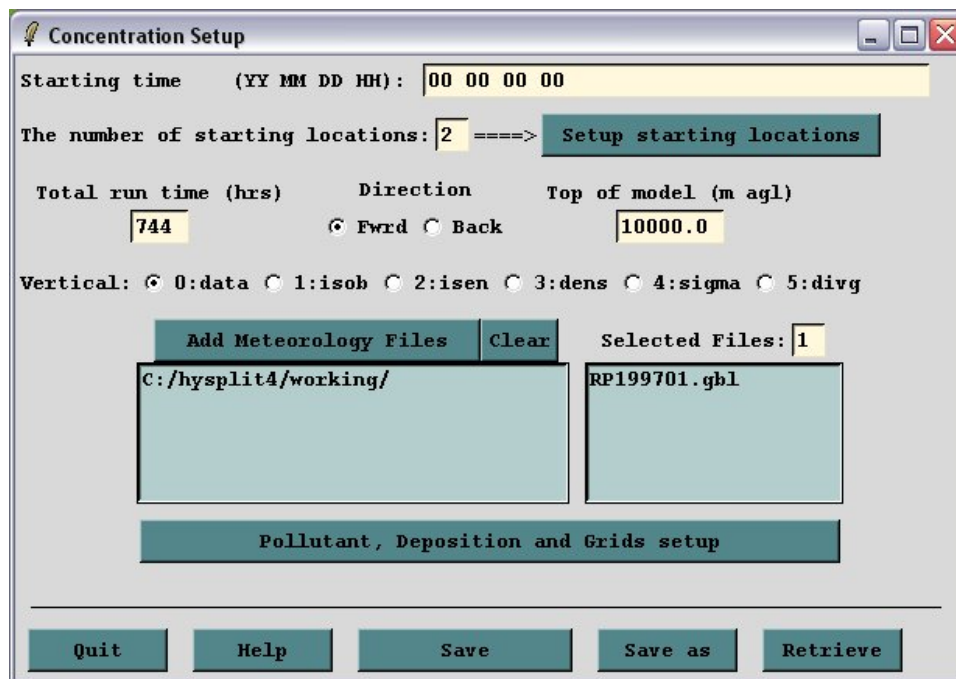 Concentration Setup
Starting time (YY MM DD HH): 00 00 00 00
The number of starting locations: 2 ====> Setup starting locations
Total run time (hrs) Direction Top of model (m agl)
744 Fwrd Back 10000.0
Vertical: 0:data 1:isob 2:isen 3:dens 4:sigma 5:divg
Add Meteorology Files Clear Selected Files: 1
C:/hysplit4/working/ RP199701.gbl
Pollutant, Deposition and Grids setup
Quit Help Save Save as Retrieve